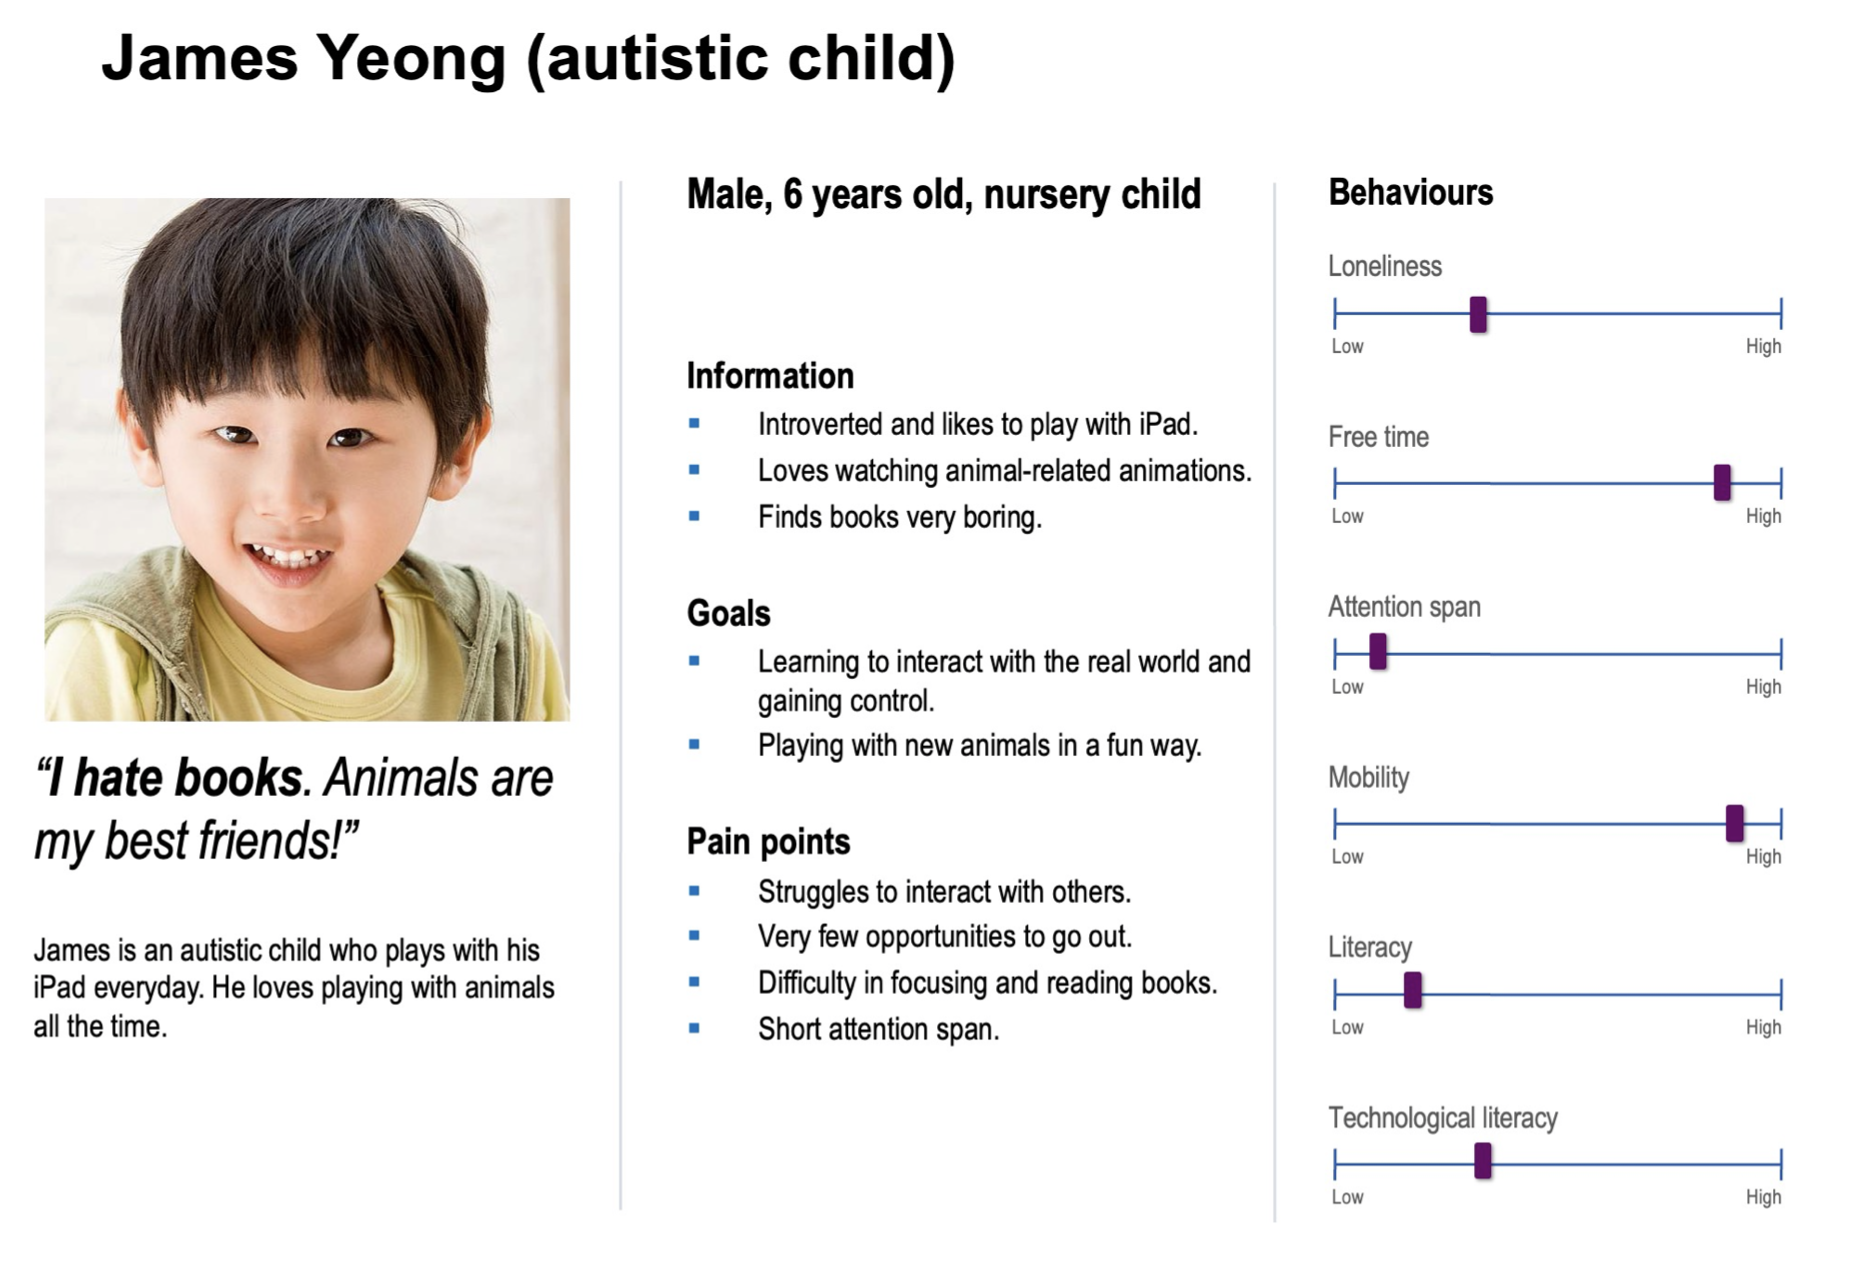 James Yeong (autistic child)
“I hate books. Animals are
my best friends!”
James is an autistic child who plays with his
iPad everyday. He loves playing with animals
all the time.
Male, 6 years old, nursery child
Information
Introverted and likes to play with iPad.
Loves watching animal-related animations.
Finds books very boring.
Goals
Learning to interact with the real world and
gaining control.
Playing with new animals in a fun way.
Pain points
Struggles to interact with others.
Very few opportunities to go out.
Difficulty in focusing and reading books.
Short attention span.
Behaviours
Loneliness
Low High
Free time
Low High
Attention span
Low High
Mobility
Low High
Literacy
Low High
Technological literacy
Low High